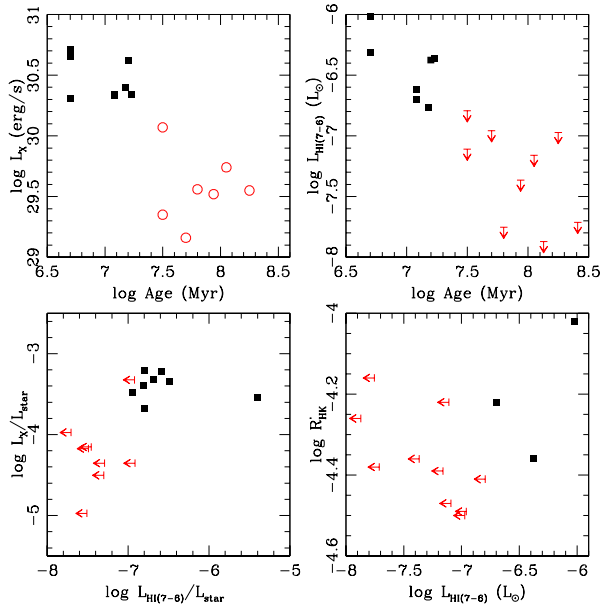 31
30.5
30
29.5
29
log L_X (erg/s)
6.5 7 7.5 8 8.5
log Age (Myr)
-6
-6.5
-7
-7.5
-8
log L_HI(7-6) (L_⊙)
6.5 7 7.5 8 8.5
log Age (Myr)
-3
-4
-5
log L_X/L_star
-8 -7 -6 -5
log L_HI(7-6)/L_star
-4
-4.2
-4.4
-4.6
log R'_HK
-8 -7.5 -7 -6.5 -6
log L_HI(7-6) (L_⊙)